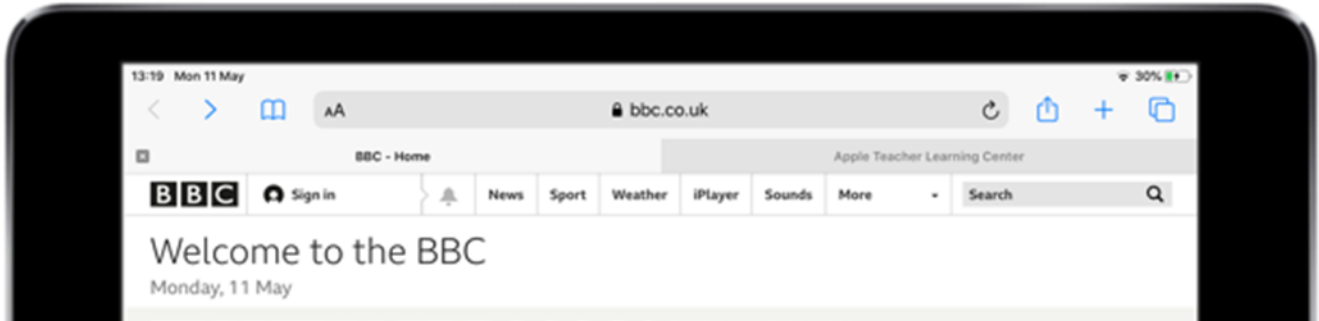 13:19 Mon 11 May 30%
AA bbc.co.uk
BBC - Home Apple Teacher Learning Center
BBC Sign in News Sport Weather iPlayer Sounds More Search
Welcome to the BBC
Monday, 11 May